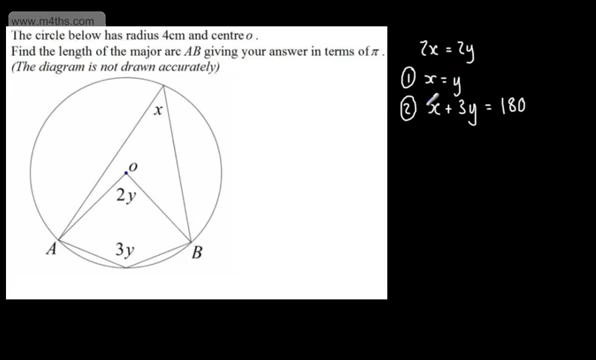 www.m4ths.com
The circle below has radius 4cm and centre o .
Find the length of the major arc AB giving your answer in terms of π .
(The diagram is not drawn accurately)
x
o
2y
A
3y
B
2x = 2y
① x = y
② x + 3y = 180